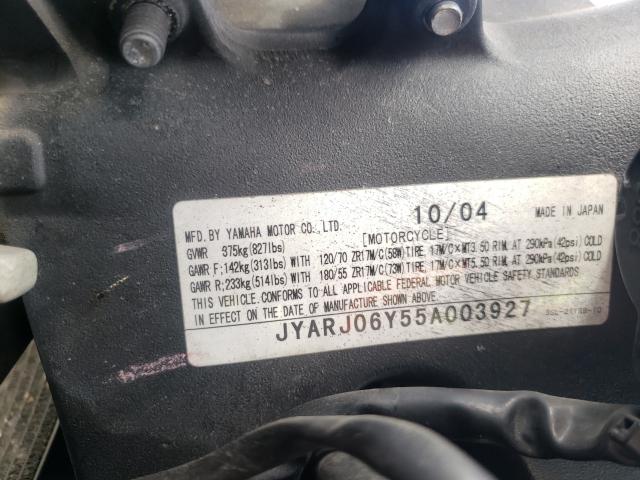 10/04
MFD.BY YAMAHA MOTOR CO.,LTD. MADE IN JAPAN
GVWR 375kg(827lbs) [MOTORCYCLE]
GAWR F;142kg(313lbs) WITH 120/70 ZR17M/C(58W)TIRE, 17M/C×MT3.50 RIM, AT 290kPa(42psi)COLD
GAWR R;233kg(514lbs) WITH 180/55 ZR17M/C(73W)TIRE, 17M/C×MT5.50 RIM, AT 290kPa(42psi)COLD
THIS VEHICLE CONFORMS TO ALL APPLICABLE FEDERAL MOTOR VEHICLE SAFETY STANDARDS
IN EFFECT ON THE DATE OF MANUFACTURE SHOWN ABOVE.
JYARJ06Y55A003927